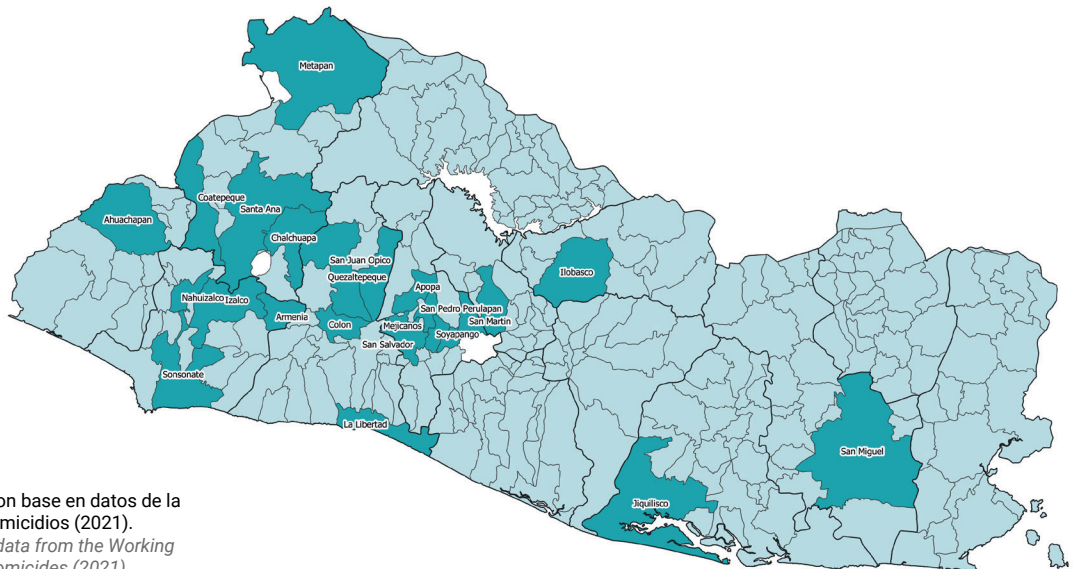 Metapan
Coatepeque
Santa Ana
Ahuachapan
Chalchuapa
San Juan Opico
Quezaltepeque
Ilobasco
Apopa
Nahuizalco
Izalco
San Pedro Perulapan
Armenia
Colon
Mejicanos
San Martin
Soyapango
San Salvador
Sonsonate
La Libertad
San Miguel
Jiquilisco
on base en datos de la
micidios (2021).
data from the Working
omicides (2021)